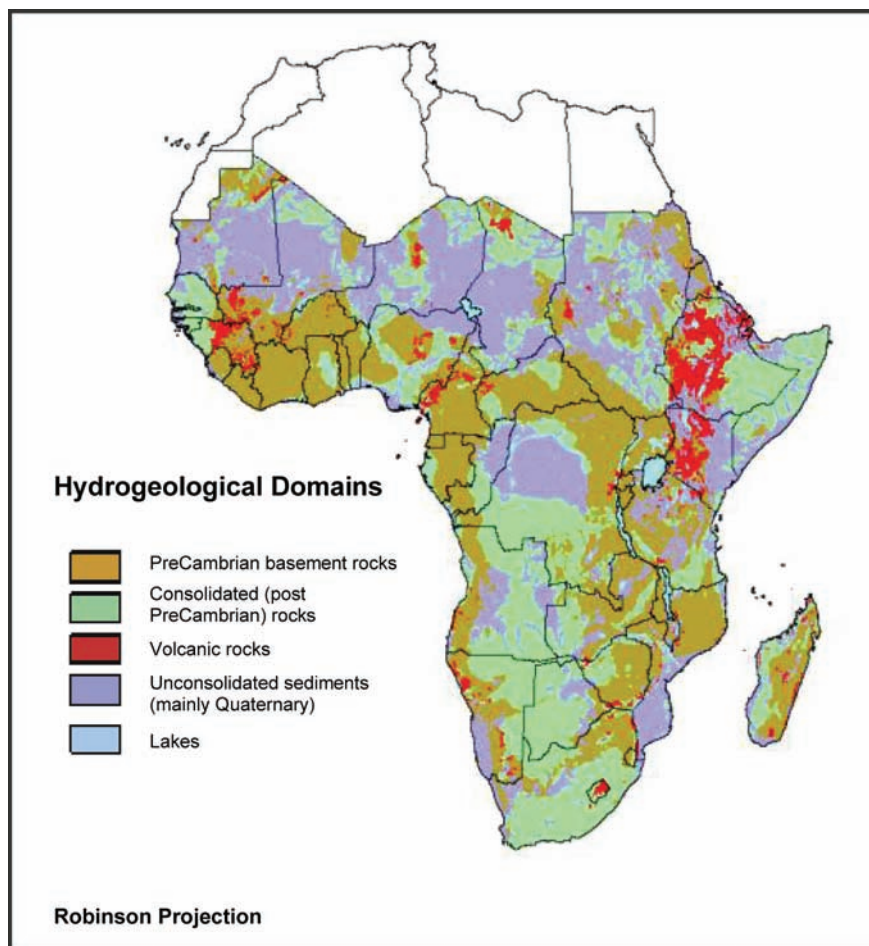 Hydrogeological Domains
PreCambrian basement rocks
Consolidated (post
PreCambrian) rocks
Volcanic rocks
Unconsolidated sediments
(mainly Quaternary)
Lakes
Robinson Projection